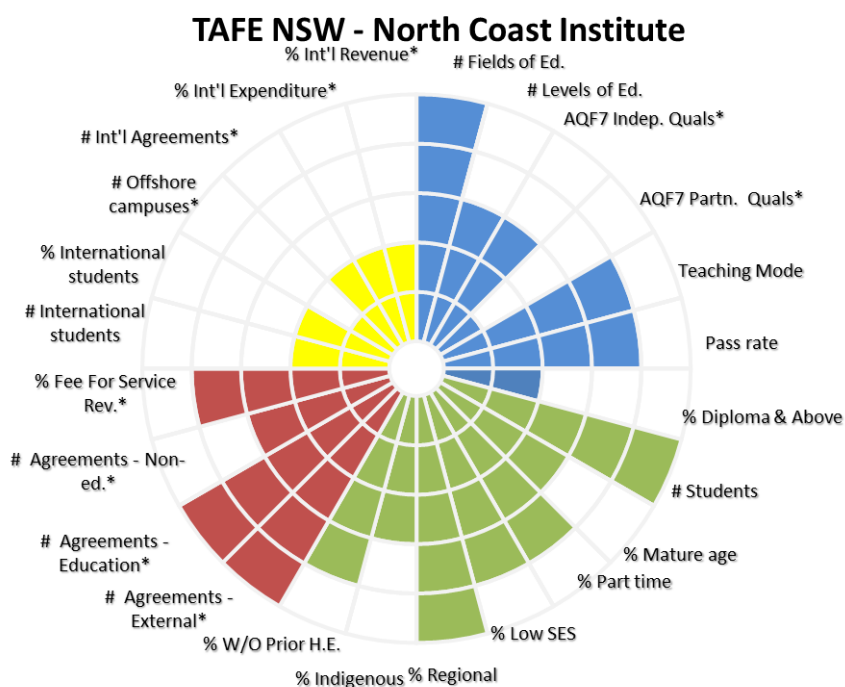 TAFE NSW - North Coast Institute
% Int'l Revenue*
# Fields of Ed.
# Levels of Ed.
AQF7 Indep. Quals*
AQF7 Partn.  Quals*
Teaching Mode
Pass rate
% Diploma & Above
# Students
% Mature age
% Part time
% Low SES
% Regional
% Indigenous
% W/O Prior H.E.
#  Agreements -
External*
#  Agreements -
Education*
#  Agreements - Non-
ed.*
% Fee For Service
Rev.*
# International
students
% International
students
# Offshore
campuses*
# Int'l Agreements*
% Int'l Expenditure*